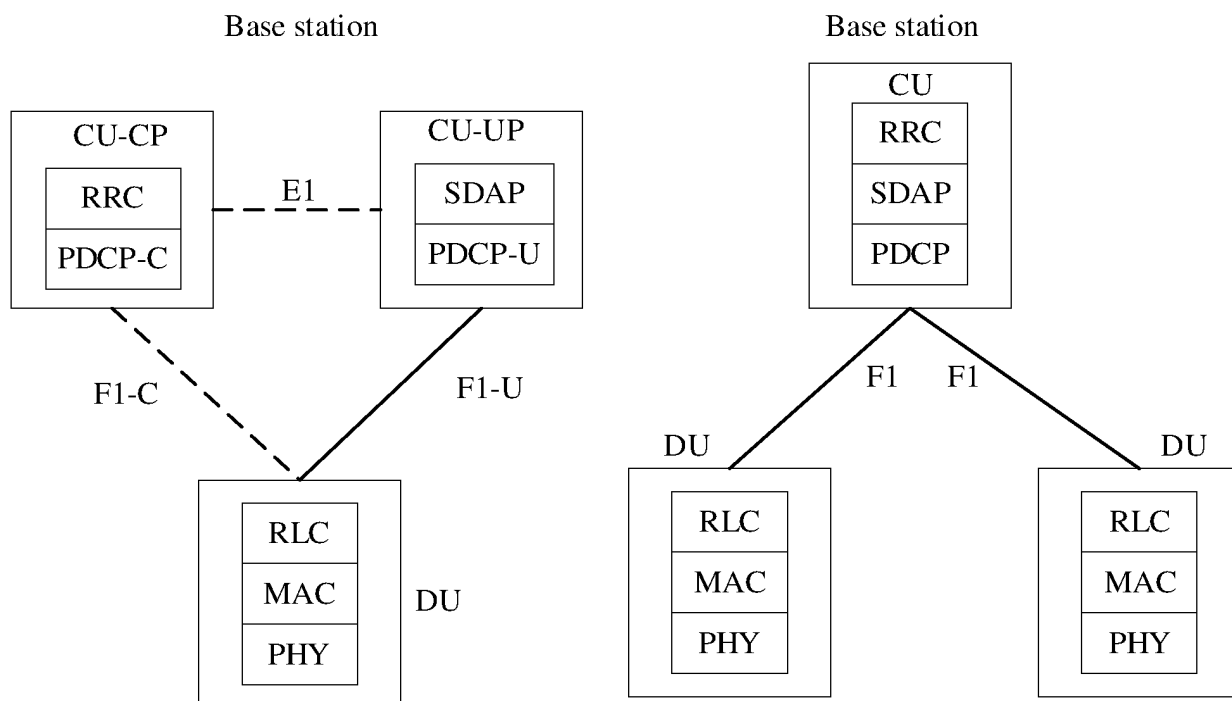 Base station
CU-CP
RRC
PDCP-C
E1
CU-UP
SDAP
PDCP-U
F1-C
F1-U
RLC
MAC
PHY
DU
Base station
CU
RRC
SDAP
PDCP
F1
F1
DU
RLC
MAC
PHY
DU
RLC
MAC
PHY